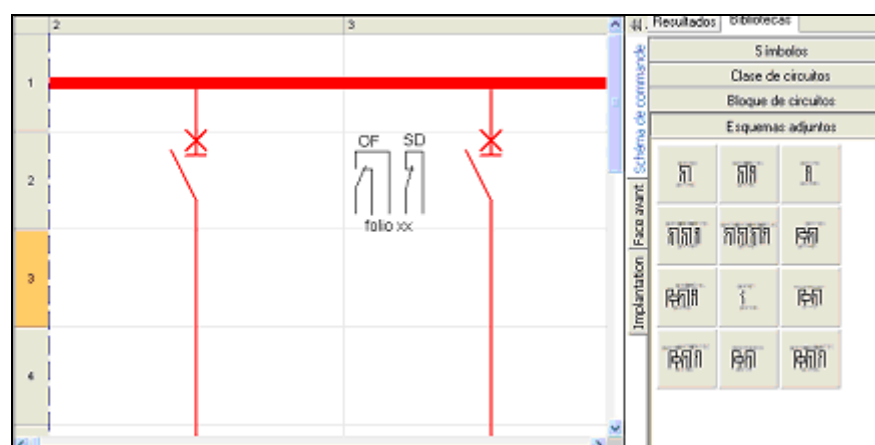 2 3
1
2
3
4
OF SD
folio xx
Schéma de commande
Face avant
Implantation
Resultados Bibliotecas
Símbolos
Clase de circuitos
Bloque de circuitos
Esquemas adjuntos